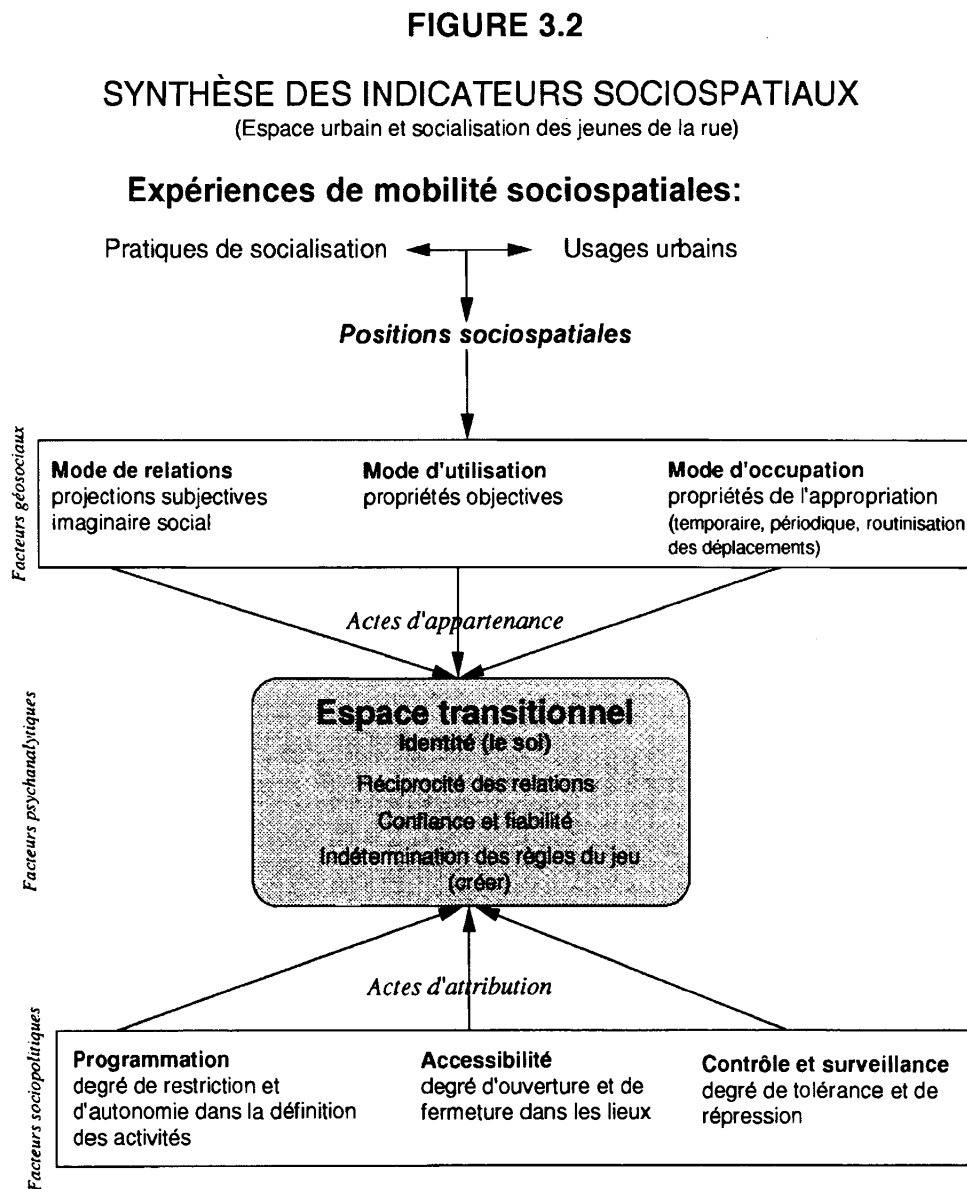 FIGURE 3.2
SYNTHÈSE DES INDICATEURS SOCIOSPATIAUX
(Espace urbain et socialisation des jeunes de la rue)
Expériences de mobilité sociospatiales:
Pratiques de socialisation
Usages urbains
Positions sociospatiales
Facteurs géosociaux
Mode de relations
projections subjectives
imaginaire social
Mode d'utilisation
propriétés objectives
Mode d'occupation
propriétés de l'appropriation
(temporaire, périodique, routinisation
des déplacements)
Actes d'appartenance
Facteurs psychanalytiques
Espace transitionnel
Identité (le soi)
Réciprocité des relations
Confiance et fiabilité
Indétermination des règles du jeu
(créer)
Actes d'attribution
Facteurs sociopolitiques
Programmation
degré de restriction et
d'autonomie dans la définition
des activités
Accessibilité
degré d'ouverture et de
fermeture dans les lieux
Contrôle et surveillance
degré de tolérance et de
répression